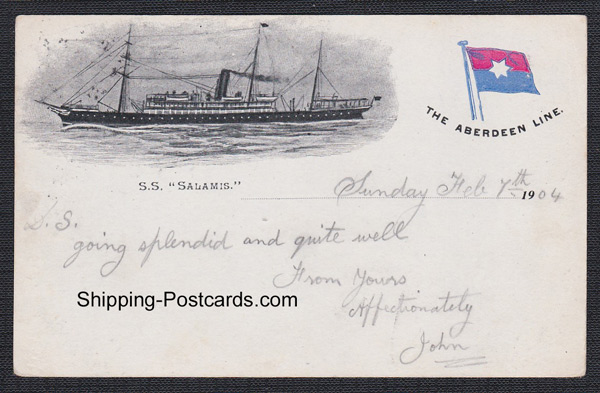 THE ABERDEEN LINE.
S.S. "SALAMIS."
Sunday Feb 7th 1904
D.S.
going splendid and quite well
From Yours
Affectionately
John
Shipping-Postcards.com